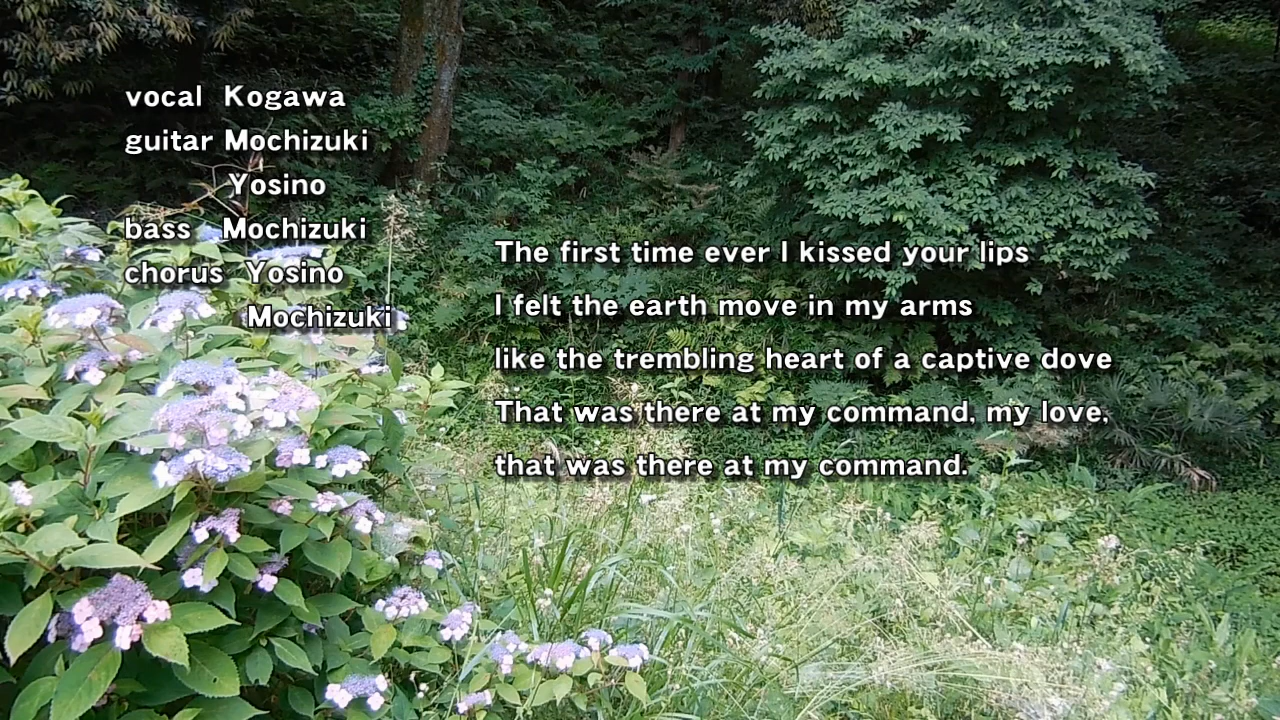 vocal Kogawa
guitar Mochizuki
Yosino
bass Mochizuki
chorus Yosino
Mochizuki
The first time ever I kissed your lips
I felt the earth move in my arms
like the trembling heart of a captive dove
That was there at my command, my love,
that was there at my command.